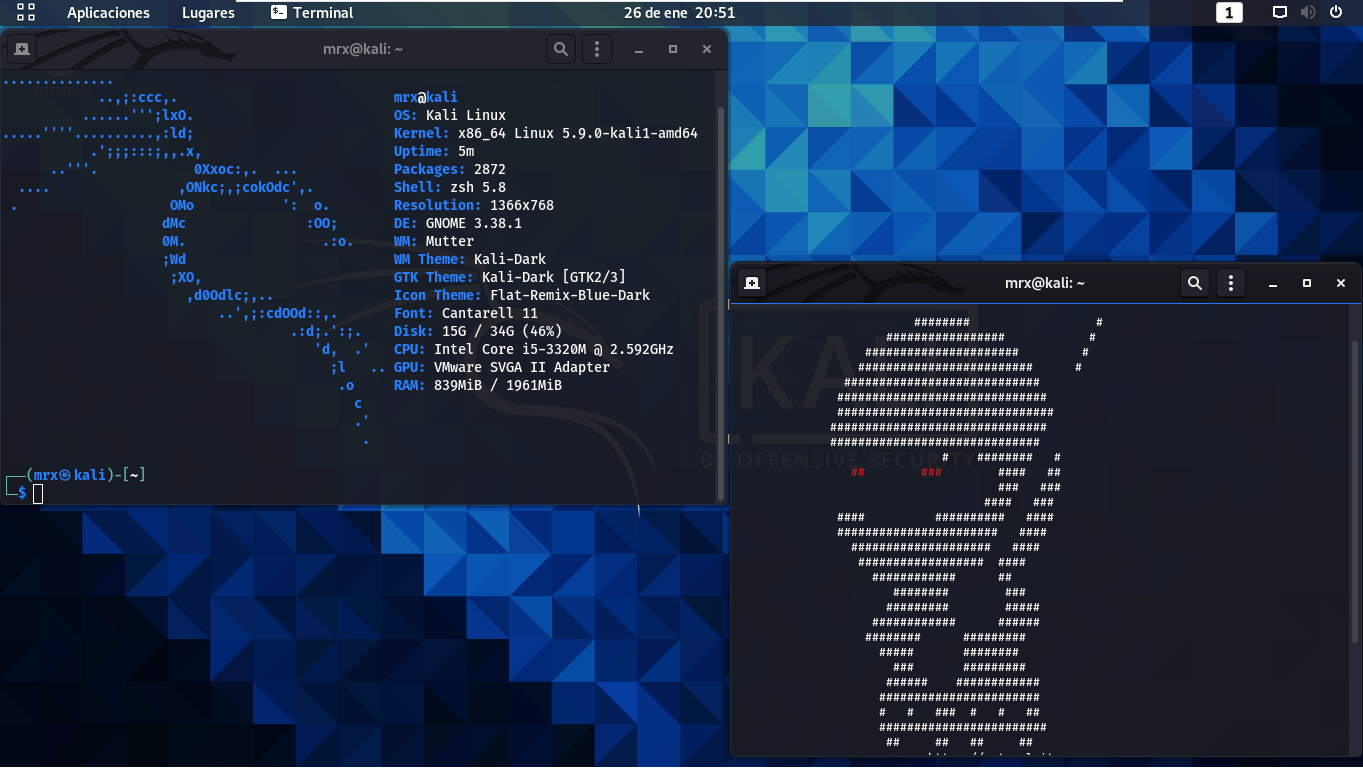 Aplicaciones Lugares Terminal 26 de ene 20:51 1
mrx@kali: ~
mrx@kali
OS: Kali Linux
Kernel: x86_64 Linux 5.9.0-kali1-amd64
Uptime: 5m
Packages: 2872
Shell: zsh 5.8
Resolution: 1366x768
DE: GNOME 3.38.1
WM: Mutter
WM Theme: Kali-Dark
GTK Theme: Kali-Dark [GTK2/3]
Icon Theme: Flat-Remix-Blue-Dark
Font: Cantarell 11
Disk: 15G / 34G (46%)
CPU: Intel Core i5-3320M @ 2.592GHz
GPU: VMware SVGA II Adapter
RAM: 839MiB / 1961MiB
┌──(mrx㉿kali)-[~]
└─$
mrx@kali: ~
KAL
BY OFFENSIVE SECURITY